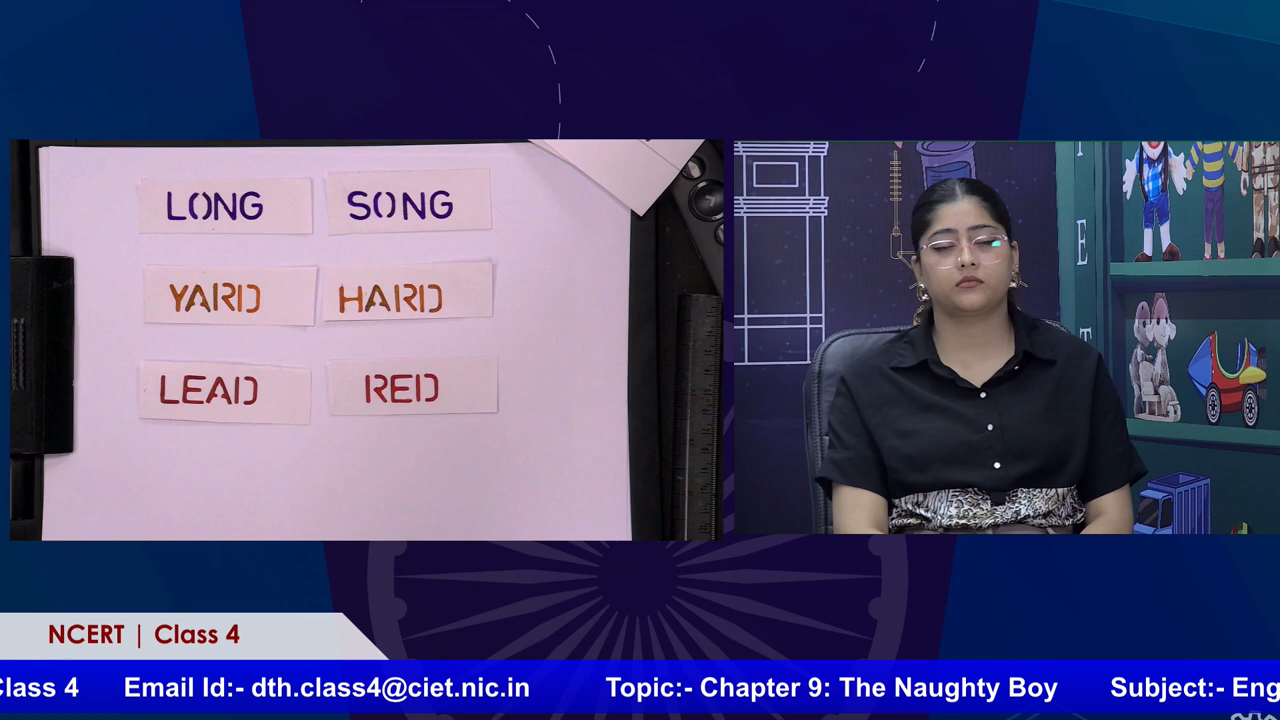 LONG SONG
YARD HARD
LEAD RED
T
E
T
NCERT | Class 4
Class 4 Email Id:- dth.class4@ciet.nic.in Topic:- Chapter 9: The Naughty Boy Subject:- Eng